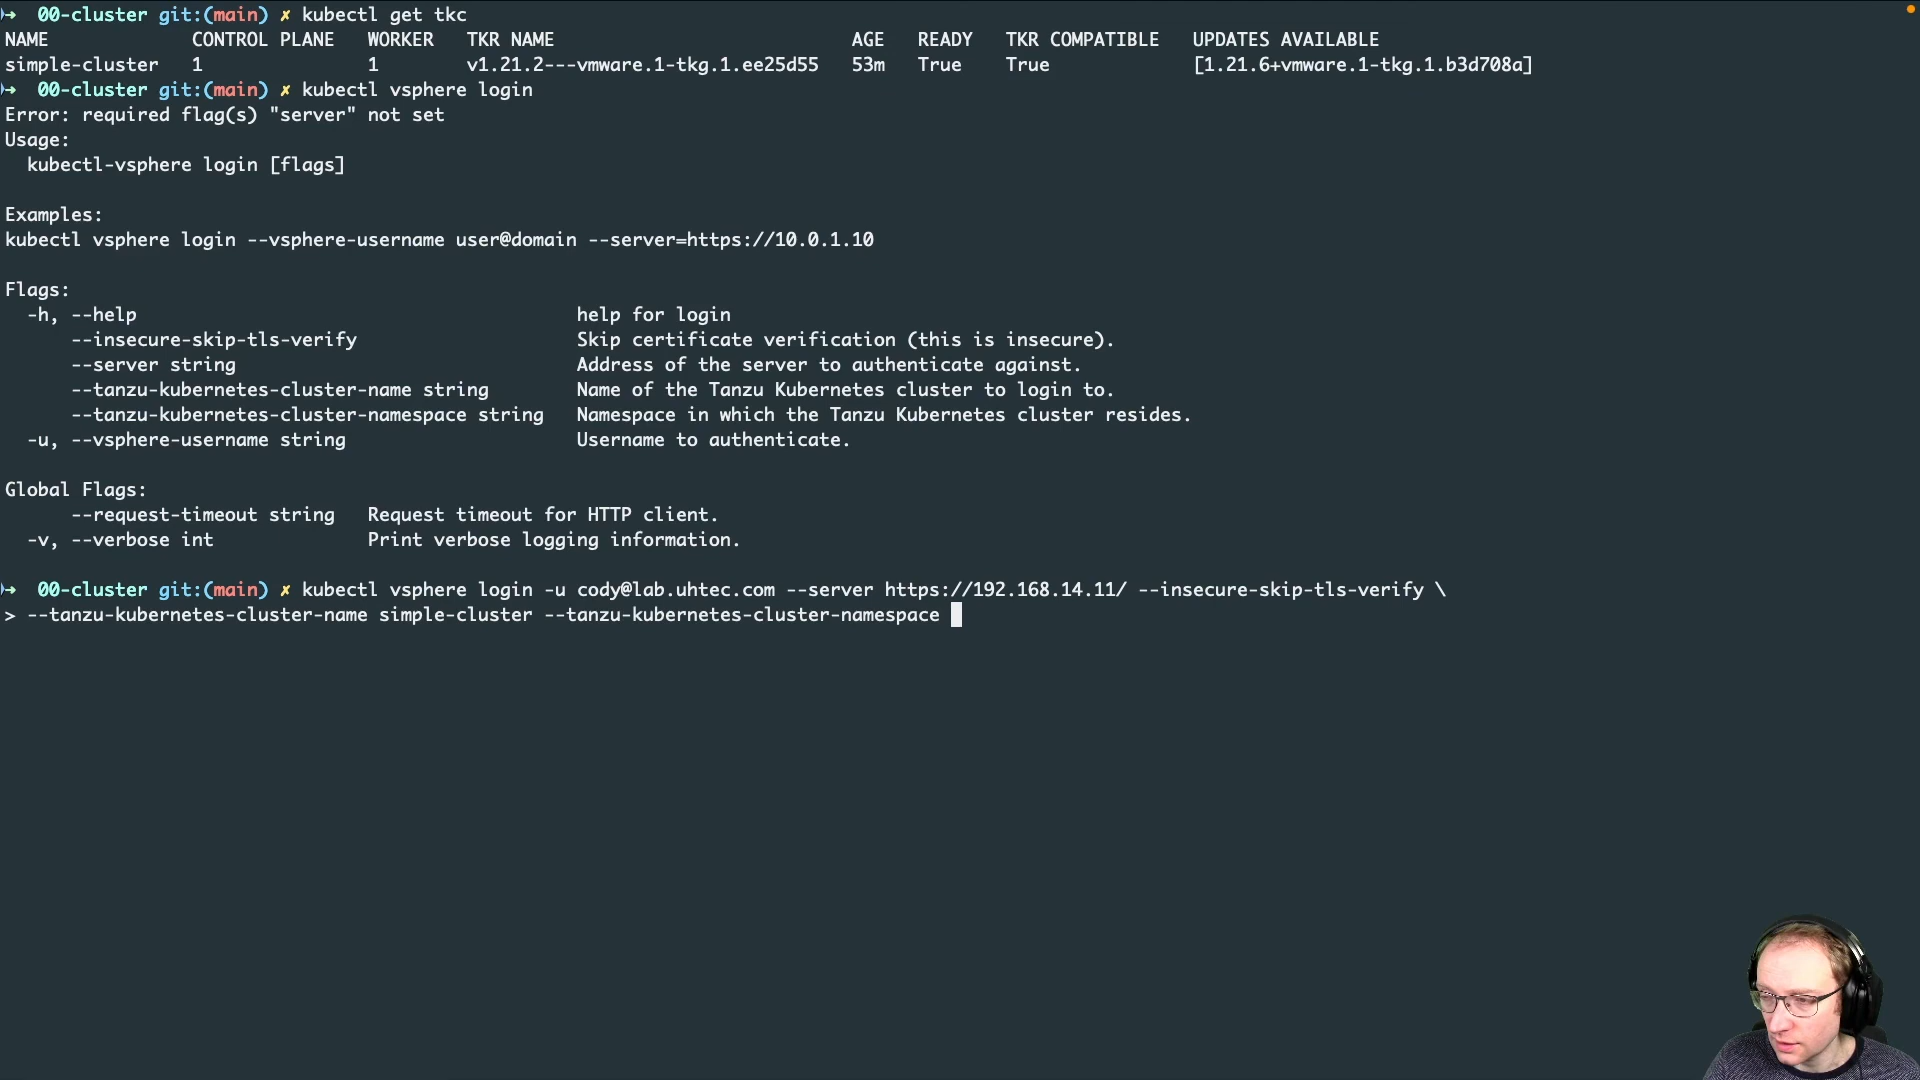 ➜  00-cluster git:(main) ✗ kubectl get tkc
NAME             CONTROL PLANE   WORKER   TKR NAME                           AGE   READY   TKR COMPATIBLE   UPDATES AVAILABLE
simple-cluster   1               1        v1.21.2---vmware.1-tkg.1.ee25d55   53m   True    True             [1.21.6+vmware.1-tkg.1.b3d708a]
➜  00-cluster git:(main) ✗ kubectl vsphere login
Error: required flag(s) "server" not set
Usage:
  kubectl-vsphere login [flags]
Examples:
kubectl vsphere login --vsphere-username user@domain --server=https://10.0.1.10
Flags:
  -h, --help                                        help for login
      --insecure-skip-tls-verify                    Skip certificate verification (this is insecure).
      --server string                               Address of the server to authenticate against.
      --tanzu-kubernetes-cluster-name string        Name of the Tanzu Kubernetes cluster to login to.
      --tanzu-kubernetes-cluster-namespace string   Namespace in which the Tanzu Kubernetes cluster resides.
  -u, --vsphere-username string                     Username to authenticate.
Global Flags:
      --request-timeout string   Request timeout for HTTP client.
  -v, --verbose int              Print verbose logging information.
➜  00-cluster git:(main) ✗ kubectl vsphere login -u cody@lab.uhtec.com --server https://192.168.14.11/ --insecure-skip-tls-verify \
> --tanzu-kubernetes-cluster-name simple-cluster --tanzu-kubernetes-cluster-namespace